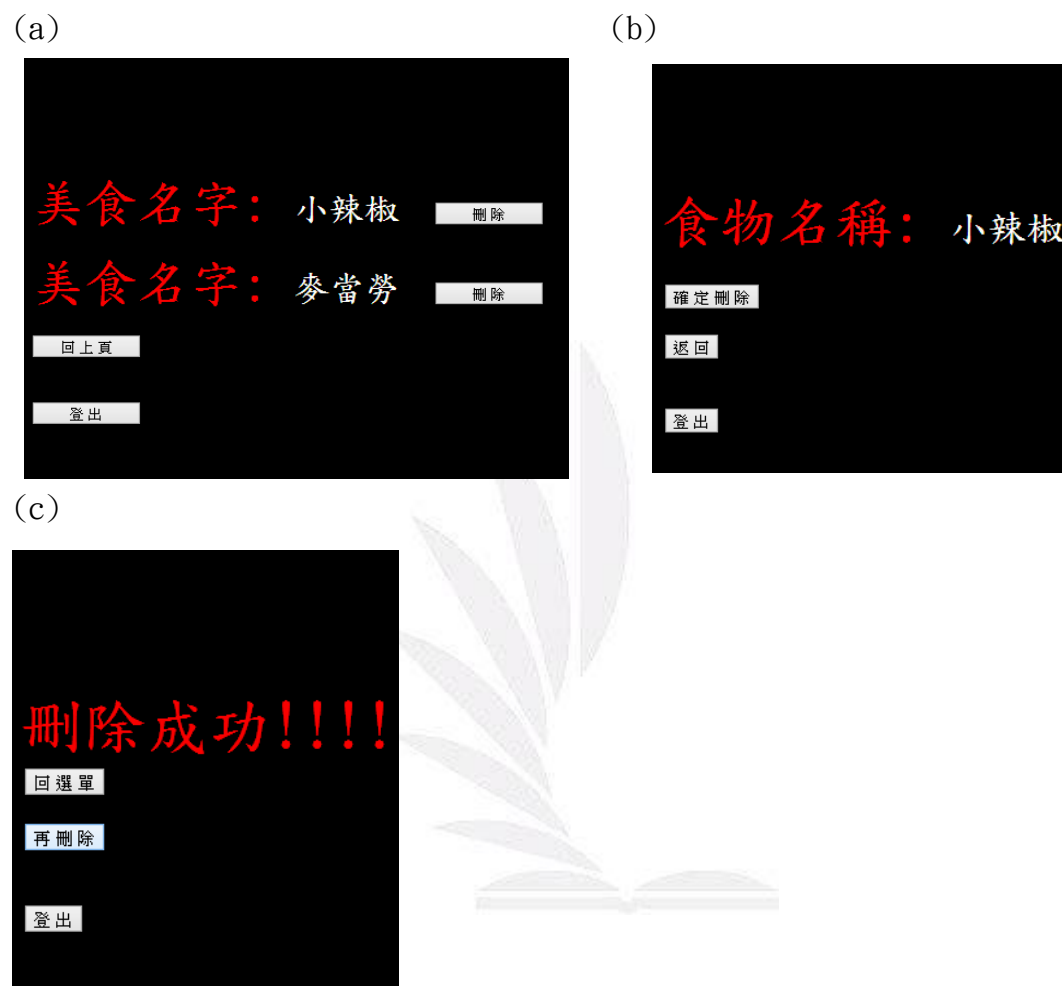 (a)
美食名字: 小辣椒 刪除
美食名字: 麥當勞 刪除
回上頁
登出
(b)
食物名稱: 小辣椒
確定刪除
返回
登出
(c)
刪除成功!!!!
回選單
再刪除
登出